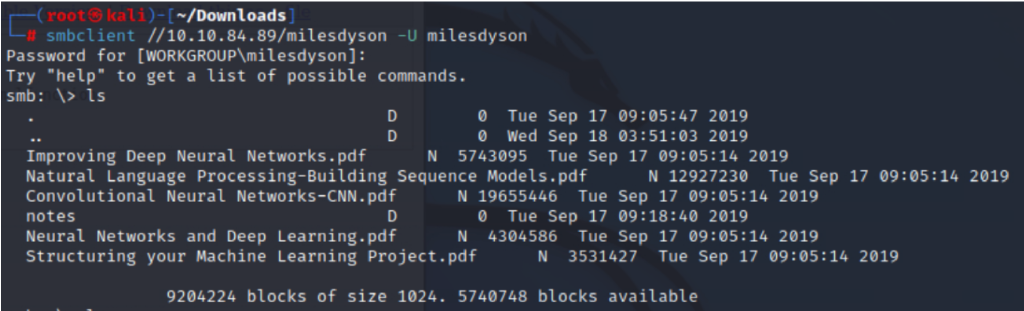 ┌──(root㉿kali)-[~/Downloads]
└─# smbclient //10.10.84.89/milesdyson -U milesdyson
Password for [WORKGROUP\milesdyson]:
Try "help" to get a list of possible commands.
smb: \> ls
  .                                   D        0  Tue Sep 17 09:05:47 2019
  ..                                  D        0  Wed Sep 18 03:51:03 2019
  Improving Deep Neural Networks.pdf      N  5743095  Tue Sep 17 09:05:14 2019
  Natural Language Processing-Building Sequence Models.pdf      N 12927230  Tue Sep 17 09:05:14 2019
  Convolutional Neural Networks-CNN.pdf      N 19655446  Tue Sep 17 09:05:14 2019
  notes                               D        0  Tue Sep 17 09:18:40 2019
  Neural Networks and Deep Learning.pdf      N  4304586  Tue Sep 17 09:05:14 2019
  Structuring your Machine Learning Project.pdf      N  3531427  Tue Sep 17 09:05:14 2019
                9204224 blocks of size 1024. 5740748 blocks available